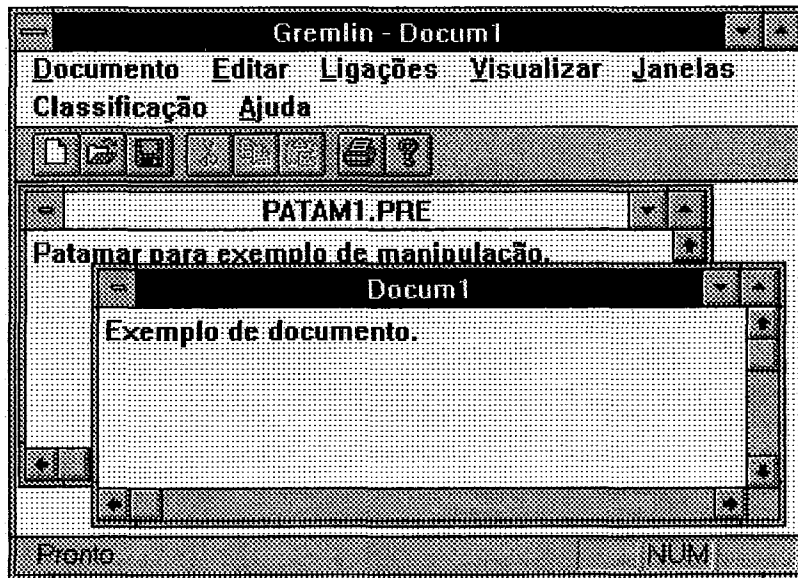 Gremlin - Docum1
Documento Editar Ligações Visualizar Janelas
Classificação Ajuda
PATAM1.PRE
Patamar para exemplo de manipulação.
Docum1
Exemplo de documento.
Pronto NUM